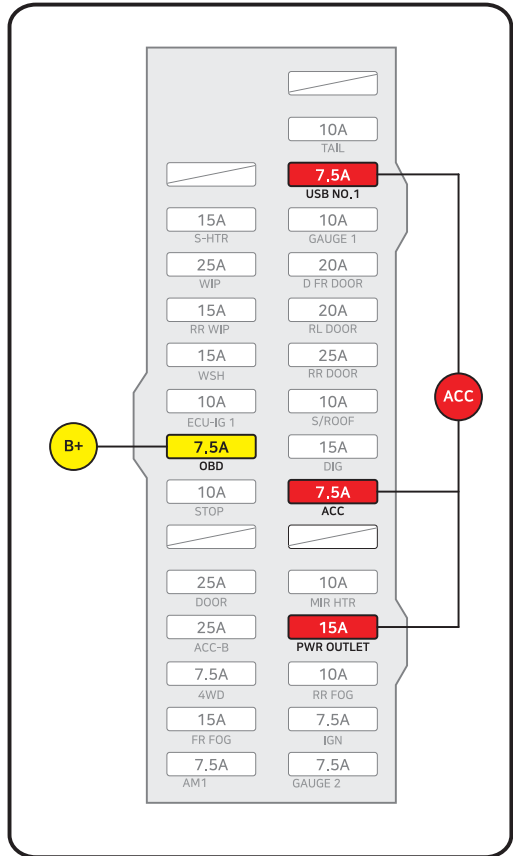 10A
TAIL
7.5A
USB NO.1
15A
S-HTR
10A
GAUGE 1
25A
WIP
20A
D FR DOOR
15A
RR WIP
20A
RL DOOR
15A
WSH
25A
RR DOOR
ACC
10A
ECU-IG 1
10A
S/ROOF
B+
7.5A
OBD
15A
DIG
10A
STOP
7.5A
ACC
25A
DOOR
10A
MIR HTR
25A
ACC-B
15A
PWR OUTLET
7.5A
4WD
10A
RR FOG
15A
FR FOG
7.5A
IGN
7.5A
AM1
7.5A
GAUGE 2